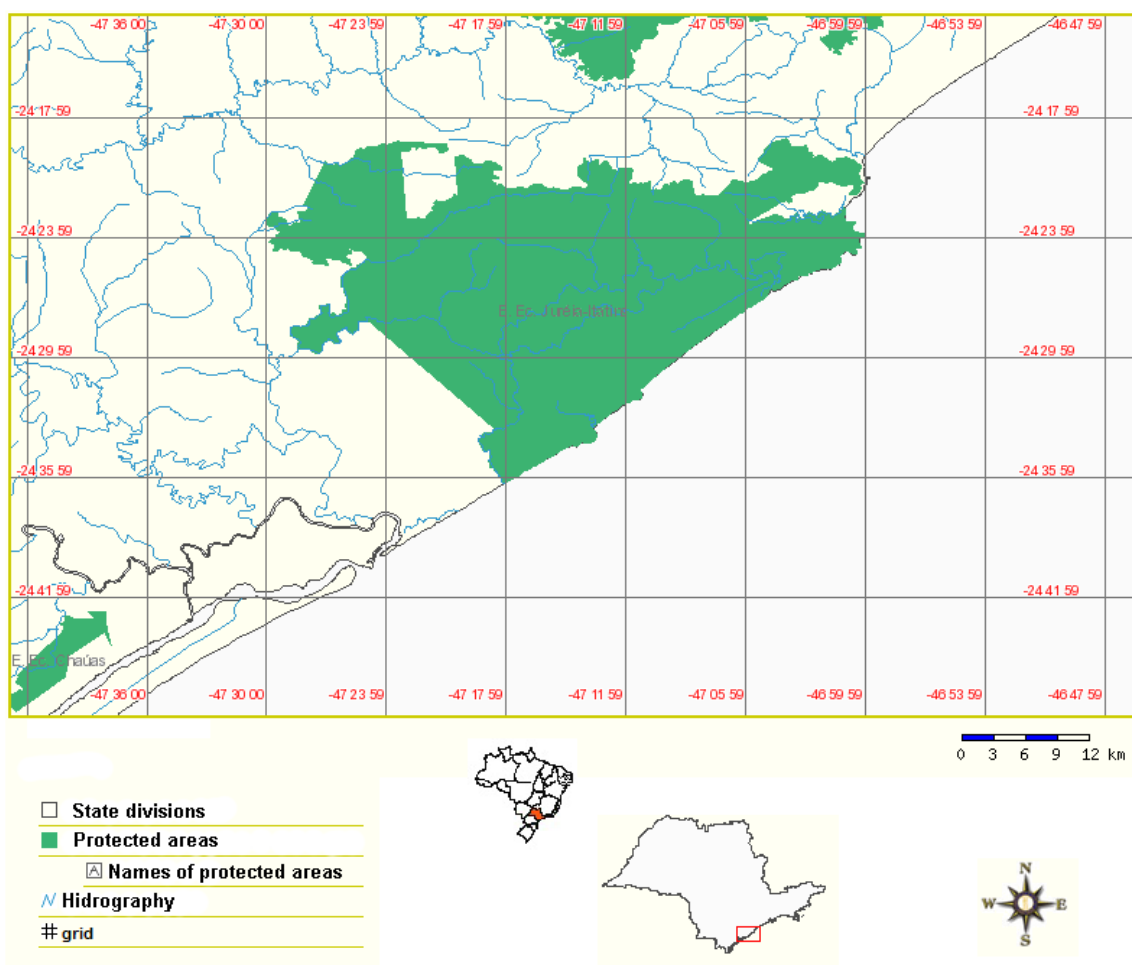 -47 36 00 -47 30 00 -47 23 59 -47 17 59 -47 11 59 -47 05 59 -46 59 59 -46 53 59 -46 47 59
-24 17 59 -24 17 59
-24 23 59 -24 23 59
E. Ec. Juréia-Itatins
-24 29 59 -24 29 59
-24 35 59 -24 35 59
-24 41 59 -24 41 59
E. Ec. Chaúas
-47 36 00 -47 30 00 -47 23 59 -47 17 59 -47 11 59 -47 05 59 -46 59 59 -46 53 59 -46 47 59
0 3 6 9 12 km
State divisions
Protected areas
A Names of protected areas
Hidrography
grid
N
W E
S